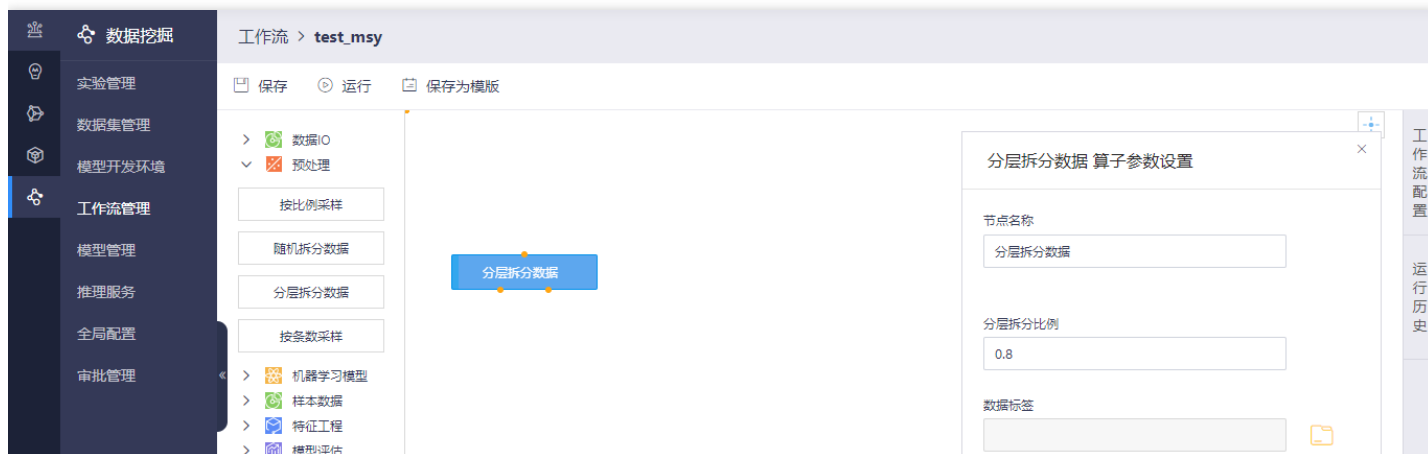 数据挖掘
工作流 > test_msy
实验管理
数据集管理
模型开发环境
工作流管理
模型管理
推理服务
全局配置
审批管理
保存 运行 保存为模版
数据IO
预处理
按比例采样
随机拆分数据
分层拆分数据
按条数采样
机器学习模型
样本数据
特征工程
模型评估
分层拆分数据
分层拆分数据 算子参数设置
节点名称
分层拆分数据
分层拆分比例
0.8
数据标签
工作流配置
运行历史